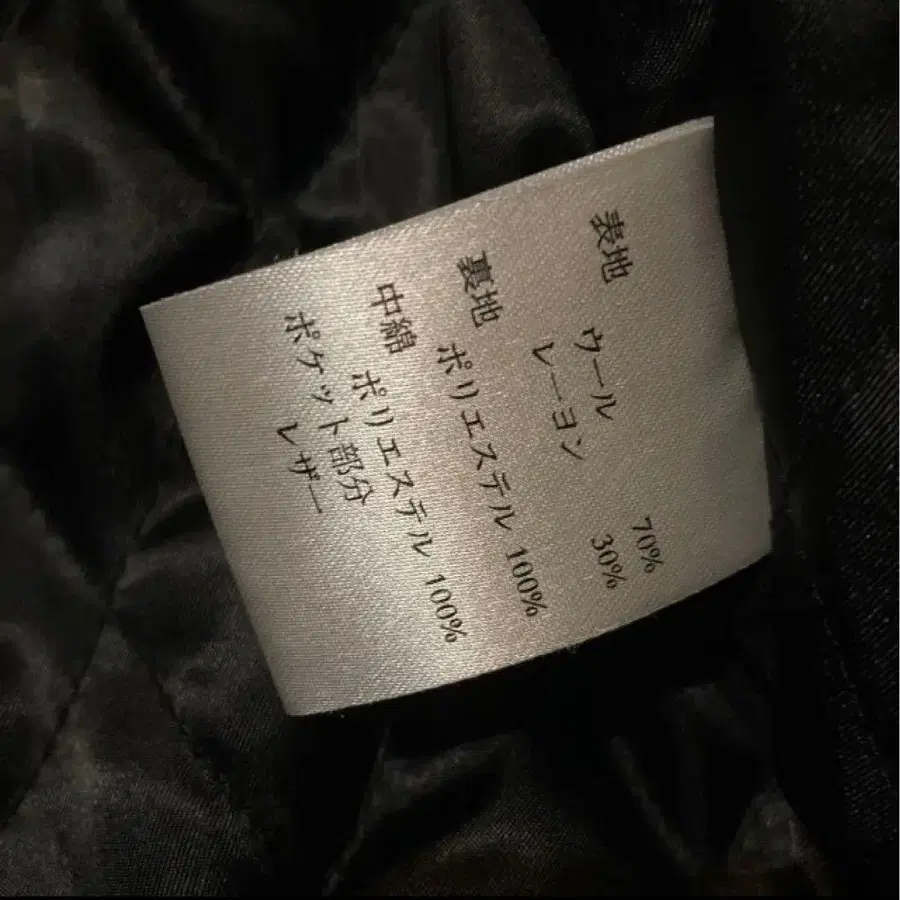 表地 ウール 70%
レーヨン 30%
裏地 ポリエステル 100%
中綿 ポリエステル 100%
ポケット部分
レザー